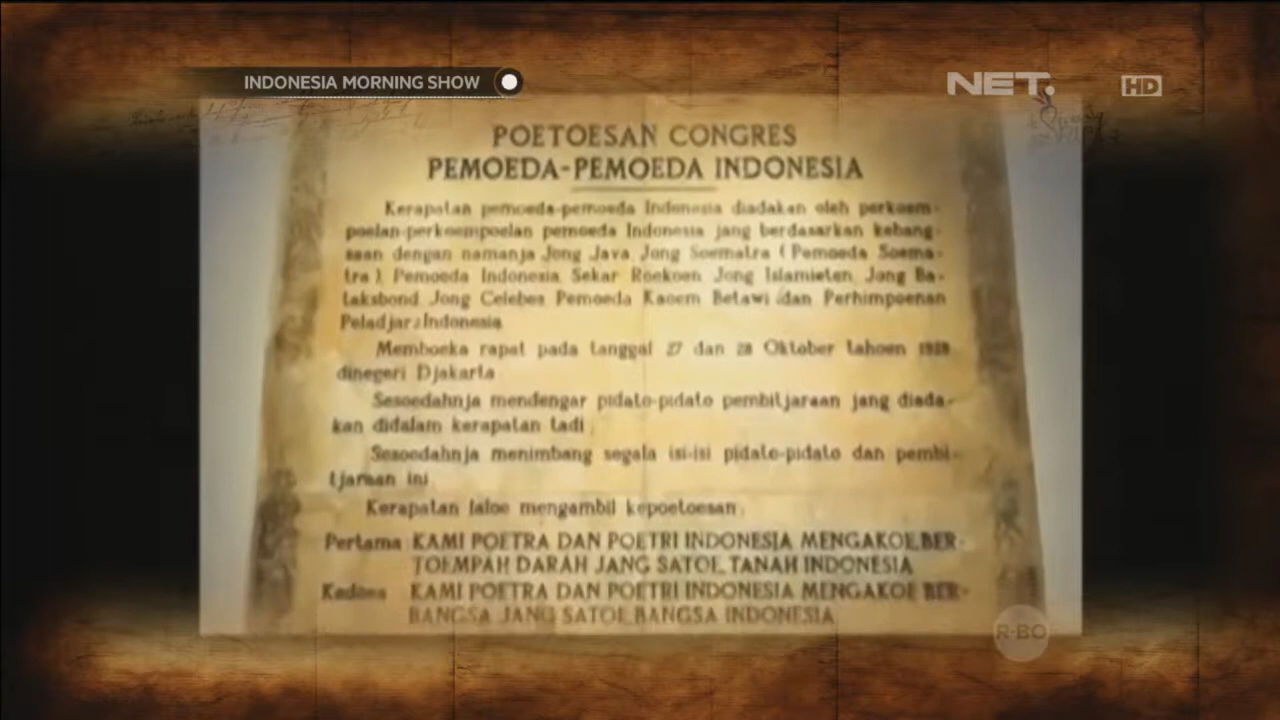 INDONESIA MORNING SHOW
NET.
HD
POETOESAN CONGRES
PEMOEDA-PEMOEDA INDONESIA
Kerapatan pemoeda-pemoeda Indonesia diadakan oleh perkoem-
poelan-perkoempoelan pemoeda Indonesia jang berdasarkan kebang-
saan dengan namanja Jong Java, Jong Soematra (Pemoeda Soema-
tra), Pemoeda Indonesia, Sekar Roekoen, Jong Islamieten, Jong Ba-
taksbond, Jong Celebes, Pemoeda Kaoem Betawi dan Perhimpoenan
Peladjar2 Indonesia
Memboeka rapat pada tanggal 27 dan 28 Oktober tahoen 1928
dinegeri Djakarta
Sesoedahnja mendengar pidato-pidato pembitjaraan jang diada-
kan didalam kerapatan tadi;
Sesoedahnja menimbang segala isi-isi pidato-pidato dan pembi-
tjaraan ini
Kerapatan laloe mengambil kepoetoesan:
Pertama: KAMI POETRA DAN POETRI INDONESIA MENGAKOE BER-
TOEMPAH DARAH JANG SATOE, TANAH INDONESIA
Kedoea KAMI POETRA DAN POETRI INDONESIA MENGAKOE BER-
BANGSA JANG SATOE, BANGSA INDONESIA
R-BO